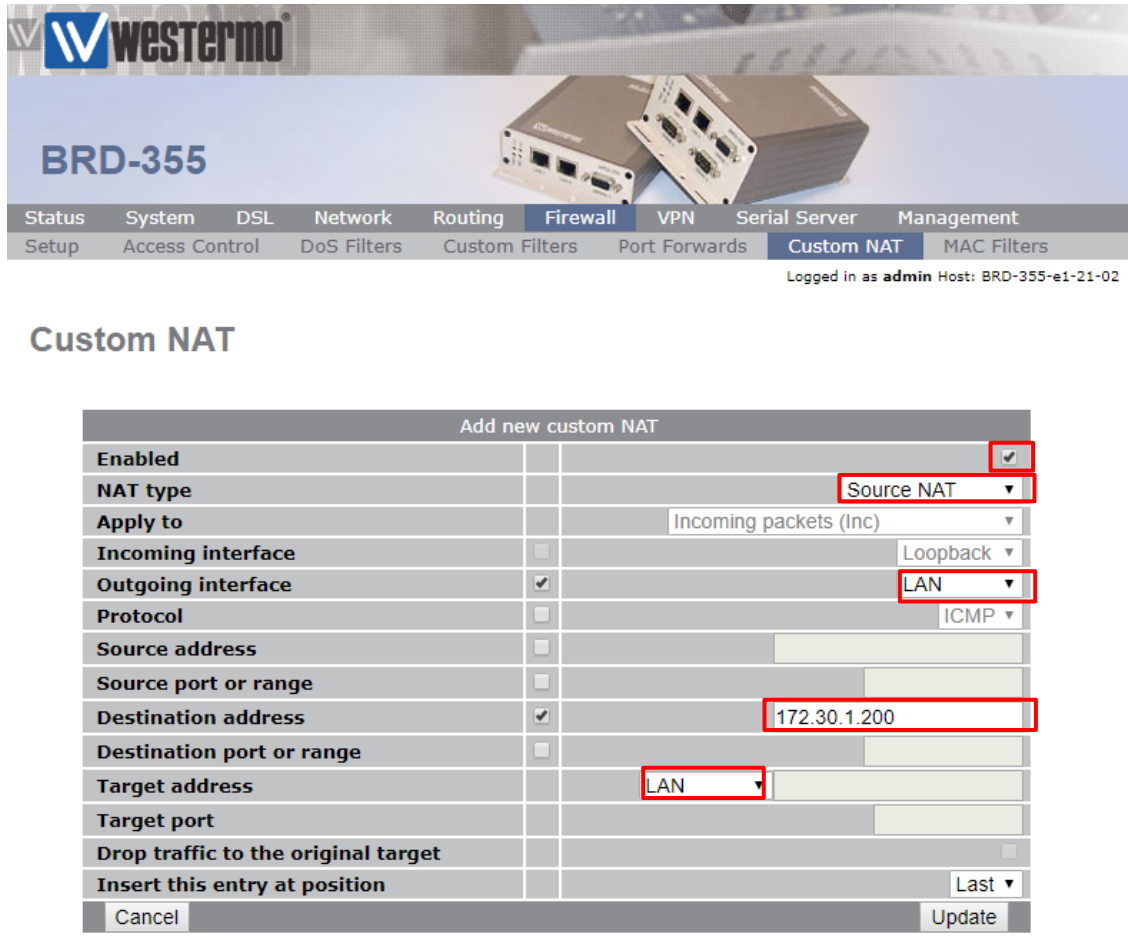 westermo
BRD-355
Status System DSL Network Routing Firewall VPN Serial Server Management
Setup Access Control DoS Filters Custom Filters Port Forwards Custom NAT MAC Filters
Logged in as admin Host: BRD-355-e1-21-02
Custom NAT
Add new custom NAT
Enabled
NAT type Source NAT
Apply to Incoming packets (Inc)
Incoming interface Loopback
Outgoing interface LAN
Protocol ICMP
Source address
Source port or range
Destination address 172.30.1.200
Destination port or range
Target address LAN
Target port
Drop traffic to the original target
Insert this entry at position Last
Cancel Update